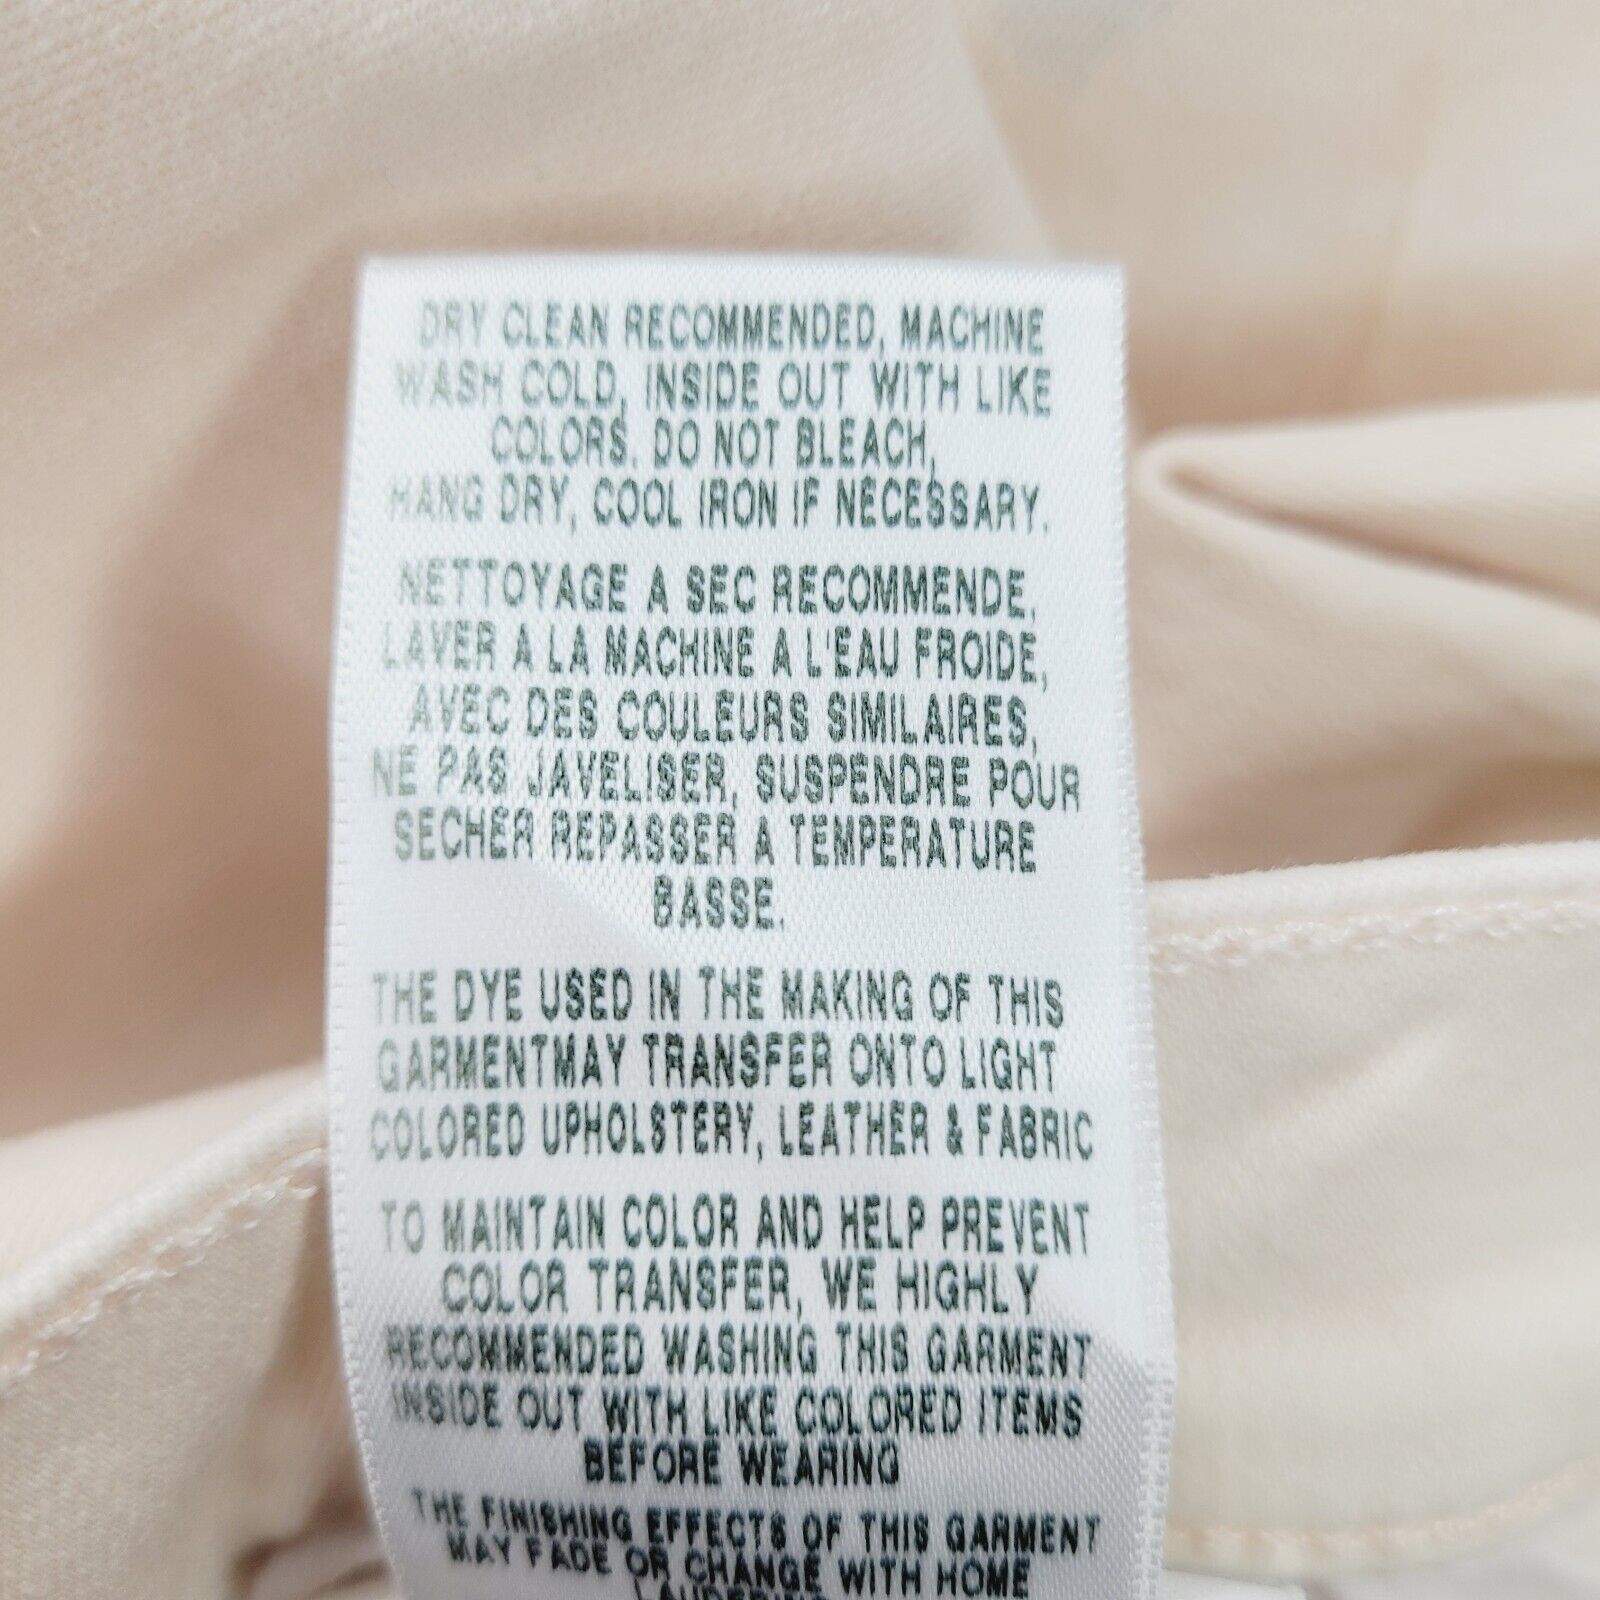 DRY CLEAN RECOMMENDED, MACHINE
WASH COLD, INSIDE OUT WITH LIKE
COLORS. DO NOT BLEACH,
HANG DRY, COOL IRON IF NECESSARY.
NETTOYAGE A SEC RECOMMENDE,
LAVER A LA MACHINE A L'EAU FROIDE,
AVEC DES COULEURS SIMILAIRES,
NE PAS JAVELISER, SUSPENDRE POUR
SECHER REPASSER A TEMPERATURE
BASSE.
THE DYE USED IN THE MAKING OF THIS
GARMENTMAY TRANSFER ONTO LIGHT
COLORED UPHOLSTERY, LEATHER & FABRIC
TO MAINTAIN COLOR AND HELP PREVENT
COLOR TRANSFER, WE HIGHLY
RECOMMENDED WASHING THIS GARMENT
INSIDE OUT WITH LIKE COLORED ITEMS
BEFORE WEARING
THE FINISHING EFFECTS OF THIS GARMENT
MAY FADE OR CHANGE WITH HOME